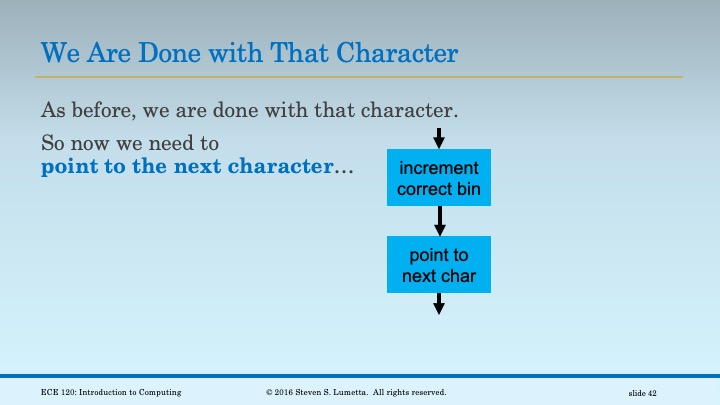 We Are Done with That Character
As before, we are done with that character.
So now we need to
point to the next character…
increment
correct bin
point to
next char
ECE 120: Introduction to Computing
© 2016 Steven S. Lumetta. All rights reserved.
slide 42